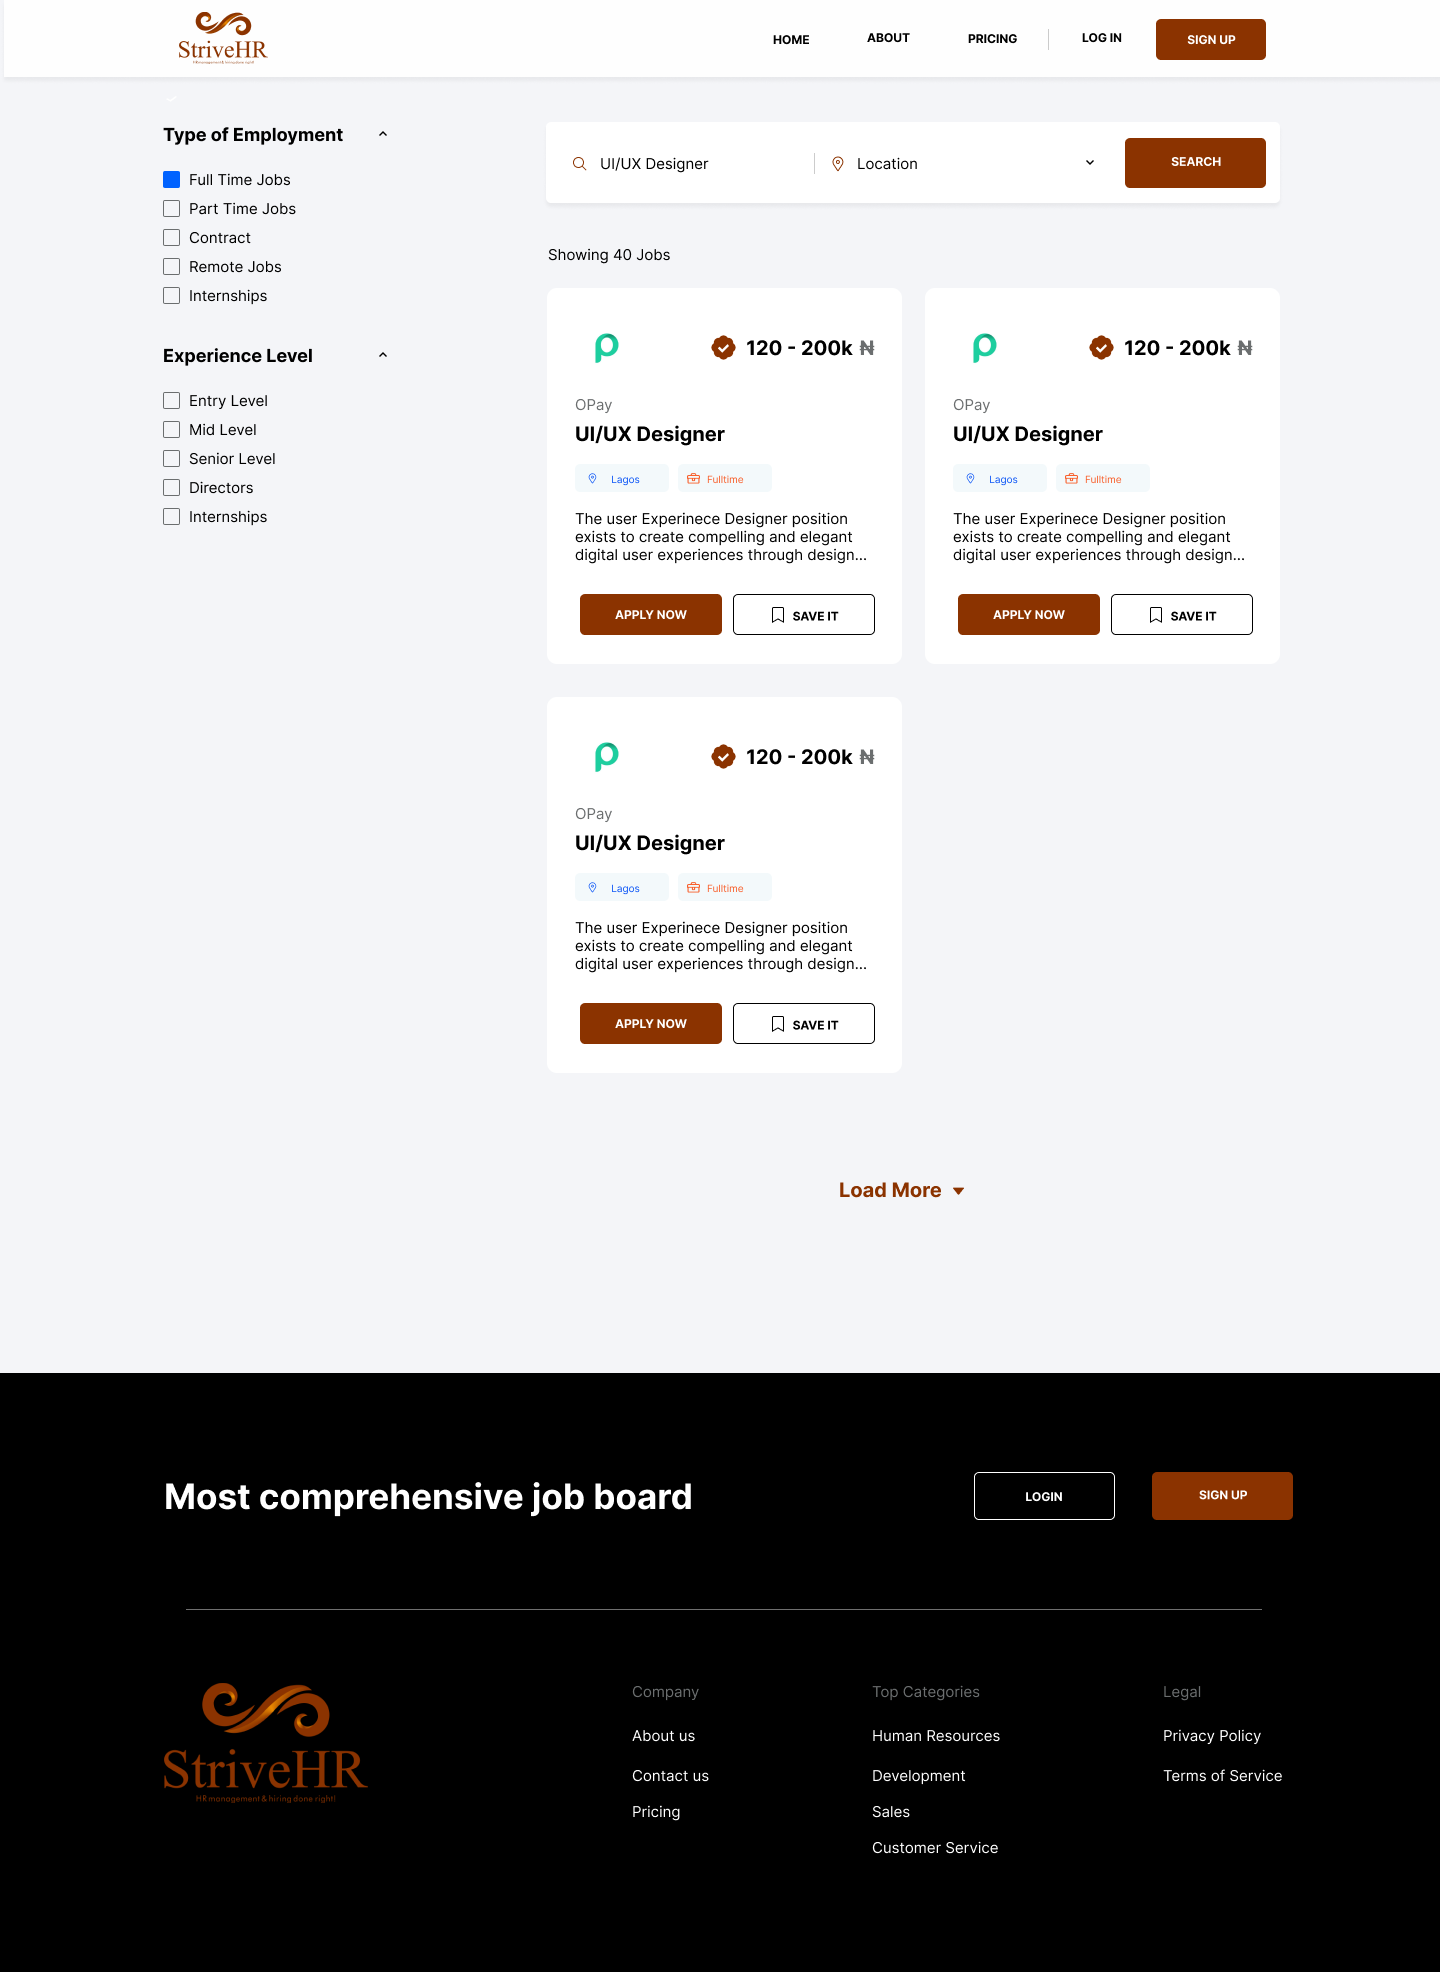 StriveHR
HR management & hiring done right!
HOME
ABOUT
PRICING
LOG IN
SIGN UP
Type of Employment
Full Time Jobs
Part Time Jobs
Contract
Remote Jobs
Internships
Experience Level
Entry Level
Mid Level
Senior Level
Directors
Internships
UI/UX Designer
Location
SEARCH
Showing 40 Jobs
120 - 200k ₦
OPay
UI/UX Designer
Lagos
Fulltime
The user Experinece Designer position
exists to create compelling and elegant
digital user experiences through design...
APPLY NOW
SAVE IT
120 - 200k ₦
OPay
UI/UX Designer
Lagos
Fulltime
The user Experinece Designer position
exists to create compelling and elegant
digital user experiences through design...
APPLY NOW
SAVE IT
120 - 200k ₦
OPay
UI/UX Designer
Lagos
Fulltime
The user Experinece Designer position
exists to create compelling and elegant
digital user experiences through design...
APPLY NOW
SAVE IT
Load More
Most comprehensive job board
LOGIN
SIGN UP
StriveHR
HR management & hiring done right!
Company
About us
Contact us
Pricing
Top Categories
Human Resources
Development
Sales
Customer Service
Legal
Privacy Policy
Terms of Service